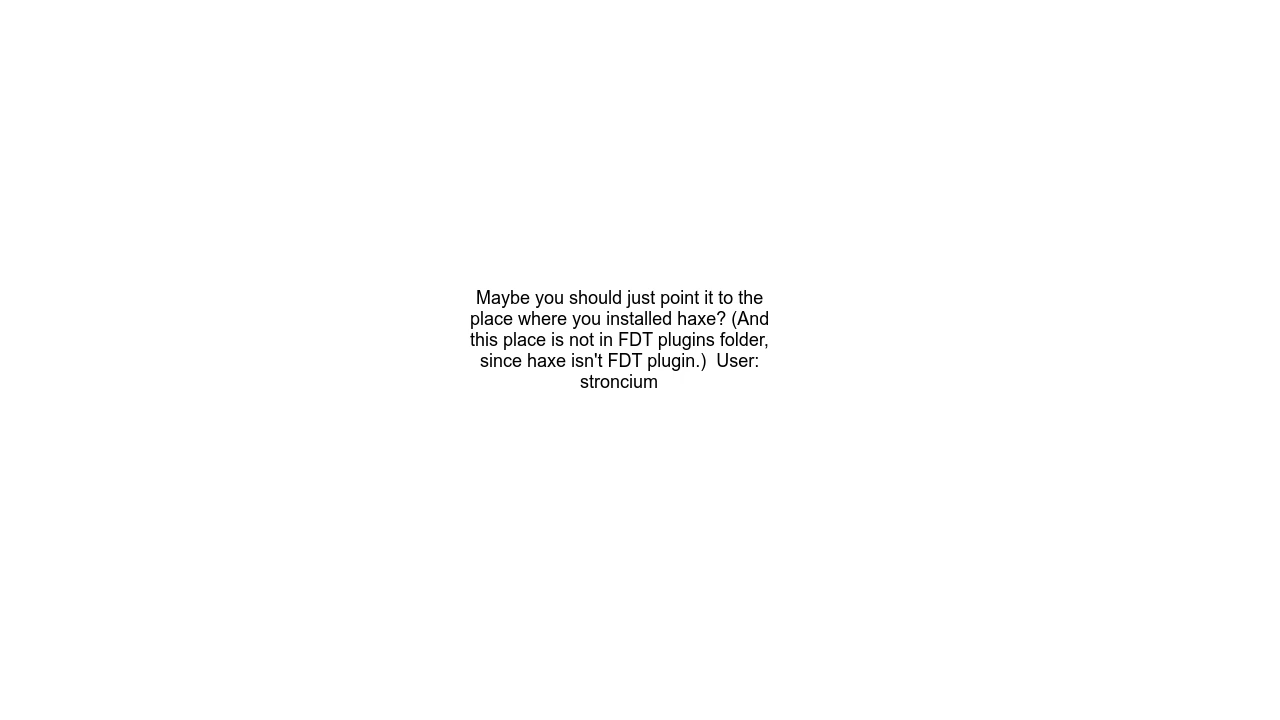 Maybe you should just point it to the
place where you installed haxe? (And
this place is not in FDT plugins folder,
since haxe isn't FDT plugin.)  User:
stroncium